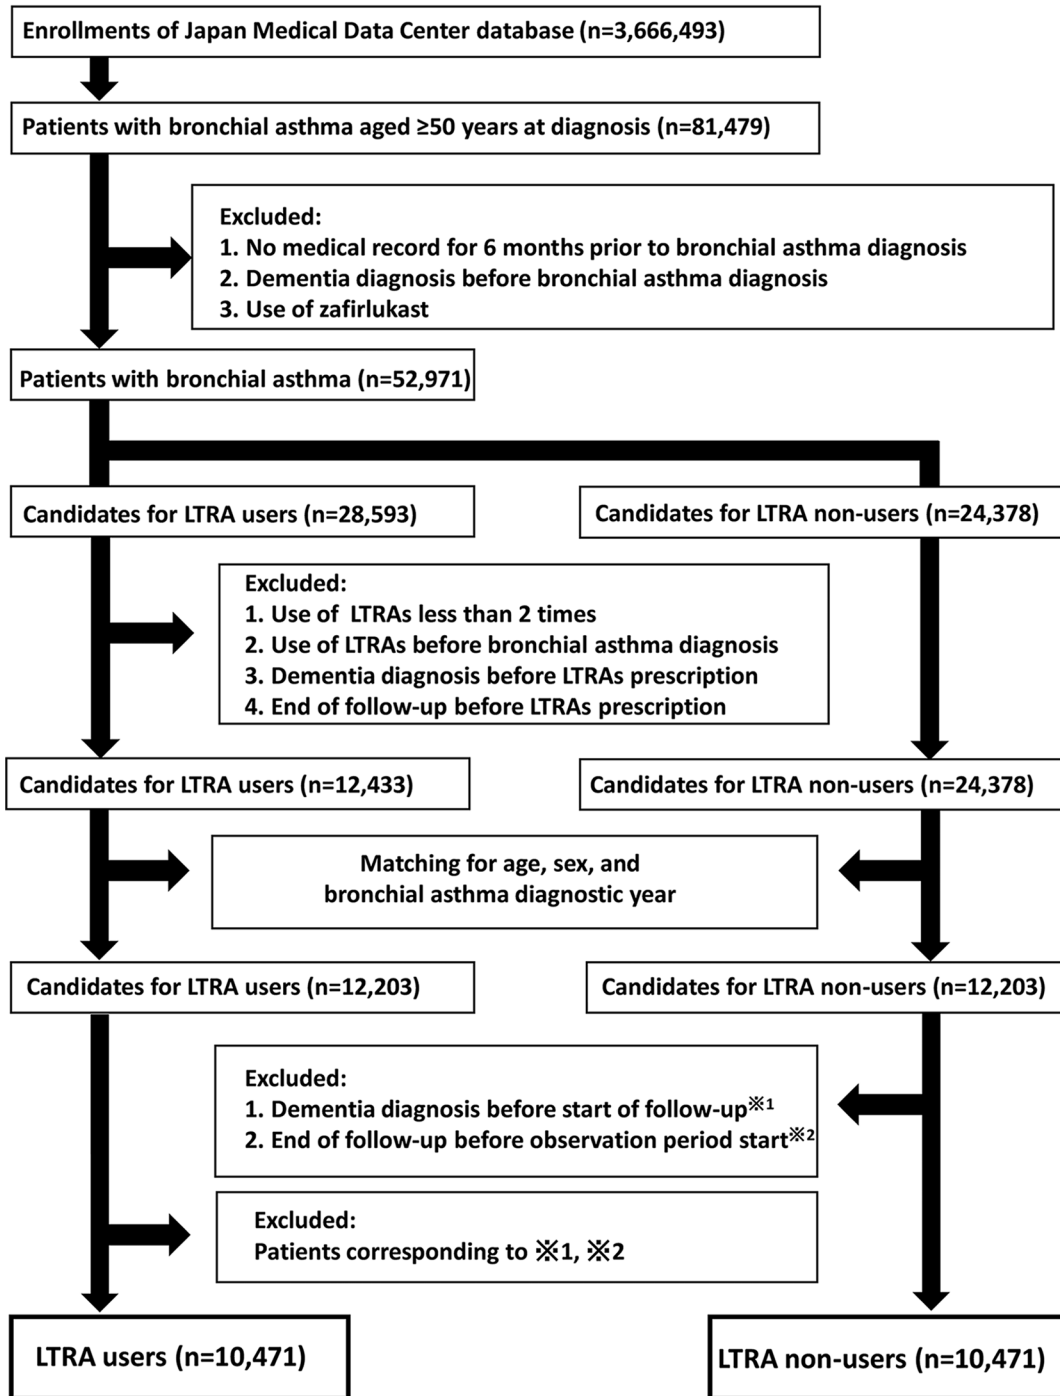 Enrollments of Japan Medical Data Center database (n=3,666,493)
Patients with bronchial asthma aged ≥50 years at diagnosis (n=81,479)
Excluded:
1. No medical record for 6 months prior to bronchial asthma diagnosis
2. Dementia diagnosis before bronchial asthma diagnosis
3. Use of zafirlukast
Patients with bronchial asthma (n=52,971)
Candidates for LTRA users (n=28,593)
Candidates for LTRA non-users (n=24,378)
Excluded:
1. Use of LTRAs less than 2 times
2. Use of LTRAs before bronchial asthma diagnosis
3. Dementia diagnosis before LTRAs prescription
4. End of follow-up before LTRAs prescription
Candidates for LTRA users (n=12,433)
Candidates for LTRA non-users (n=24,378)
Matching for age, sex, and
bronchial asthma diagnostic year
Candidates for LTRA users (n=12,203)
Candidates for LTRA non-users (n=12,203)
Excluded:
1. Dementia diagnosis before start of follow-up※1
2. End of follow-up before observation period start※2
Excluded:
Patients corresponding to ※1, ※2
LTRA users (n=10,471)
LTRA non-users (n=10,471)